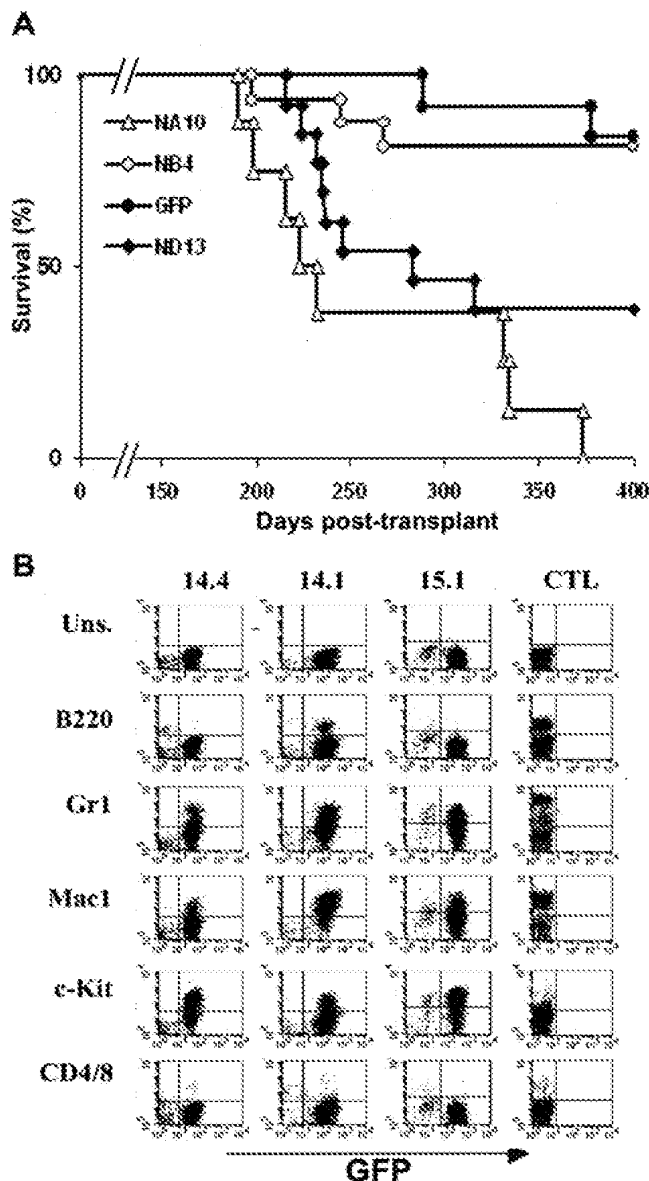 A
100
50
0
Survival (%)
NA10
NB4
GFP
ND13
0 150 200 250 300 350 400
Days post-transplant
B
14.4 14.1 15.1 CTL
Uns.
B220
Gr1
Mac1
c-Kit
CD4/8
GFP